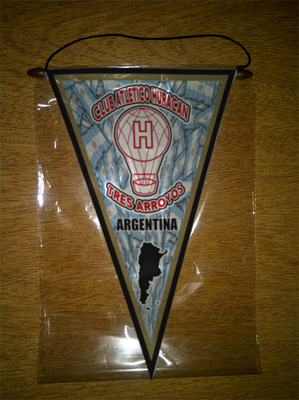 CLUB ATLETICO HURACAN
H
TRES ARROYOS
ARGENTINA